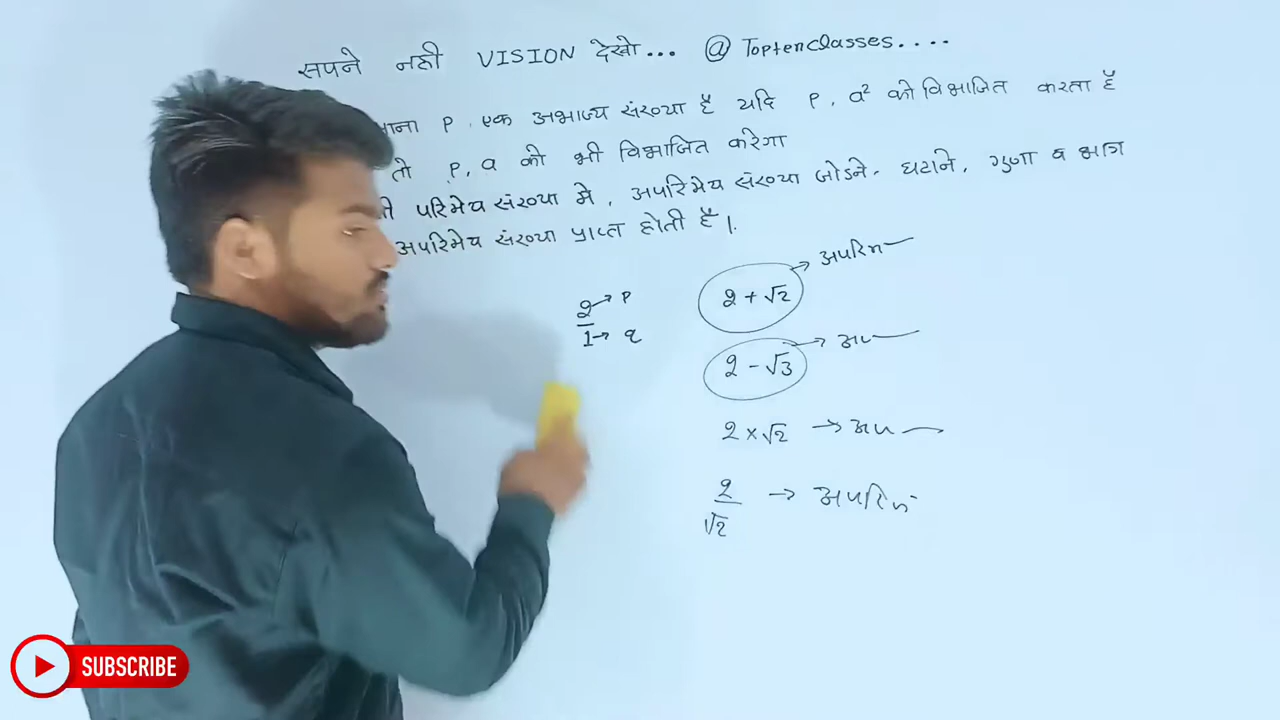 सपने नही VISION देखो... @Toptenclasses....
माना P, एक अभाज्य संख्या है यदि P, a² को विभाजित करता है
तो P, a को भी विभाजित करेगा
परिमेय संख्या मे, अपरिमेय संख्या जोडने, घटाने, गुणा व भाग
अपरिमेय संख्या प्राप्त होती है।
2 → P
1 → q
2 + √2 → अपरिम
2 - √3 → अप
2 × √2 → अप
2/√2 → अपरिम
SUBSCRIBE